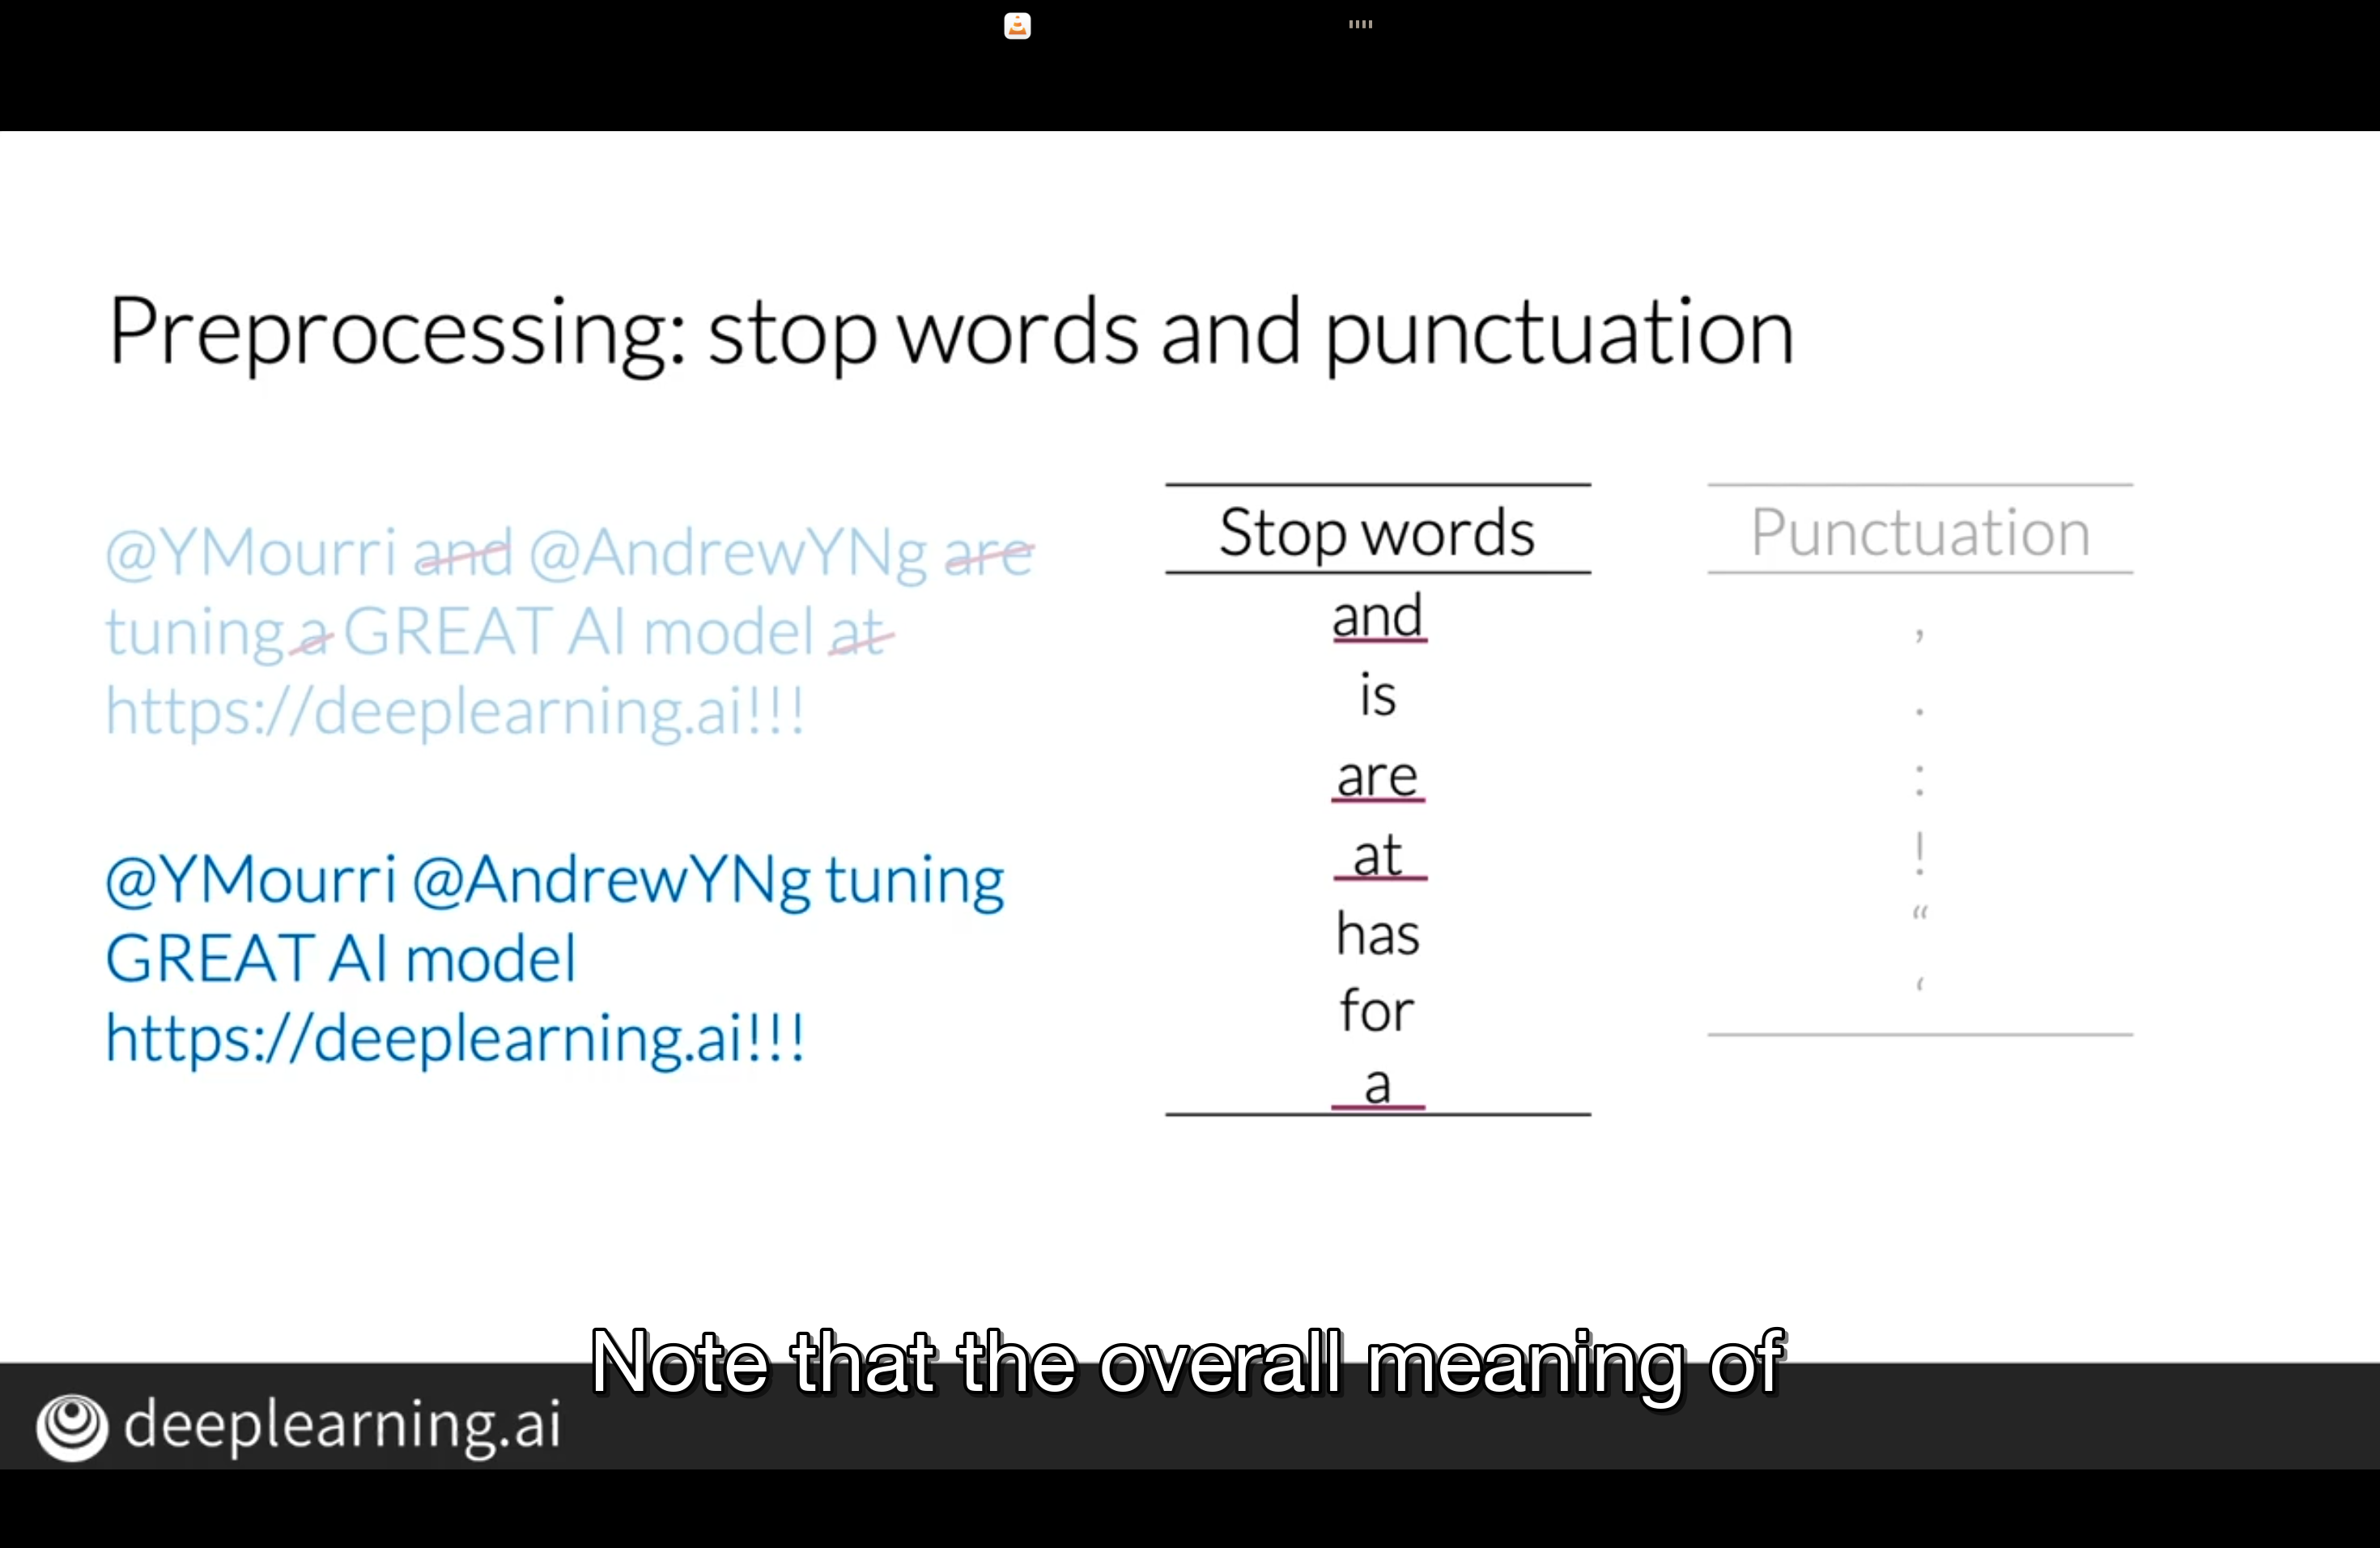 Preprocessing: stop words and punctuation
@YMourri and @AndrewYNg are
tuning a GREAT AI model at
https://deeplearning.ai!!!
@YMourri @AndrewYNg tuning
GREAT AI model
https://deeplearning.ai!!!
Stop words
and
is
are
at
has
for
a
Punctuation
,
.
:
!
“
‘
Note that the overall meaning of
deeplearning.ai